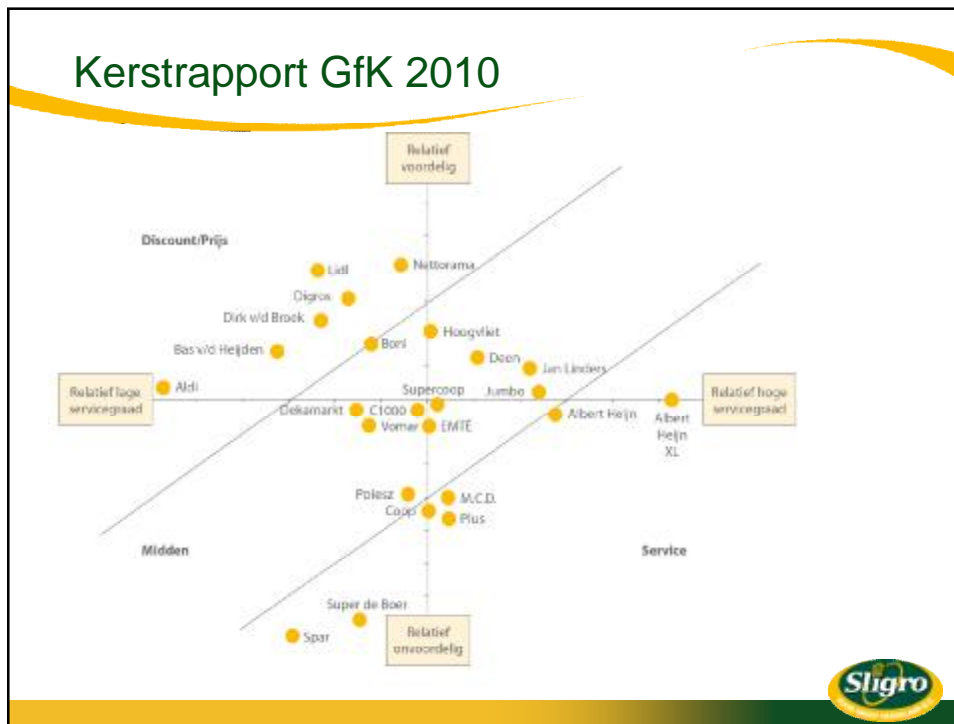 Kerstrapport GfK 2010
Relatief
voordelig
Discount/Prijs
Lidl
Nettorama
Digros
Dirk v/d Broek
Hoogvliet
Boni
Bas v/d Heijden
Deen
Jan Linders
Relatief lage
servicegraad
Aldi
Supercoop
Jumbo
Relatief hoge
servicegraad
Dekamarkt
C1000
Albert Heijn
Albert
Heijn
XL
Vomar
EMTÉ
Poiesz
M.C.D.
Coop
Plus
Midden
Service
Super de Boer
Spar
Relatief
onvoordelig
Sligro